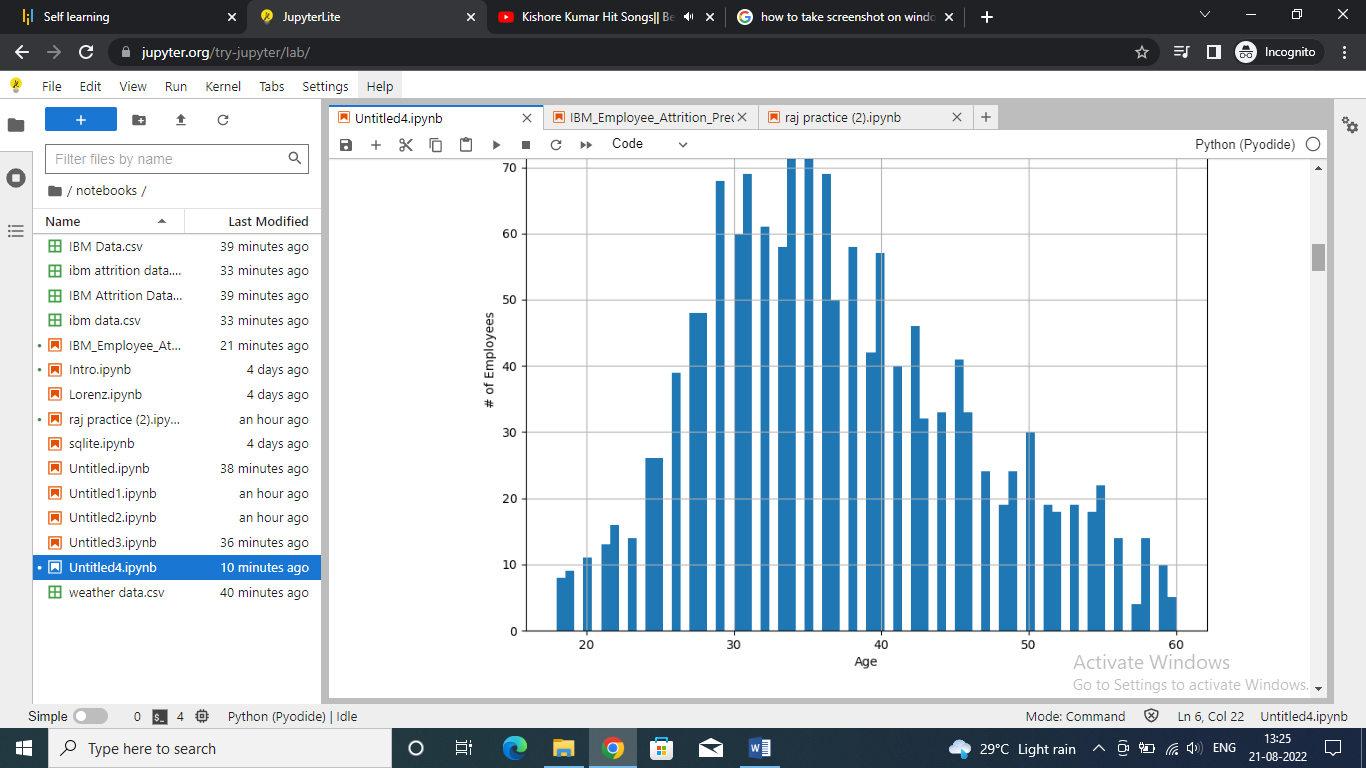 Self learning
JupyterLite
Kishore Kumar Hit Songs|| Be
how to take screenshot on windo
jupyter.org/try-jupyter/lab/
Incognito
File Edit View Run Kernel Tabs Settings Help
Filter files by name
/ notebooks /
Name Last Modified
IBM Data.csv 39 minutes ago
ibm attrition data.... 33 minutes ago
IBM Attrition Data... 39 minutes ago
ibm data.csv 33 minutes ago
IBM_Employee_At... 21 minutes ago
Intro.ipynb 4 days ago
Lorenz.ipynb 4 days ago
raj practice (2).ipy... an hour ago
sqlite.ipynb 4 days ago
Untitled.ipynb 38 minutes ago
Untitled1.ipynb an hour ago
Untitled2.ipynb an hour ago
Untitled3.ipynb 36 minutes ago
Untitled4.ipynb 10 minutes ago
weather data.csv 40 minutes ago
Untitled4.ipynb
IBM_Employee_Attrition_Prec
raj practice (2).ipynb
Code
Python (Pyodide)
70
60
50
40
30
20
10
0
# of Employees
20 30 40 50 60
Age
Activate Windows
Go to Settings to activate Windows.
Simple 0 4 Python (Pyodide) | Idle
Mode: Command Ln 6, Col 22 Untitled4.ipynb
Type here to search
29°C Light rain
ENG
13:25
21-08-2022